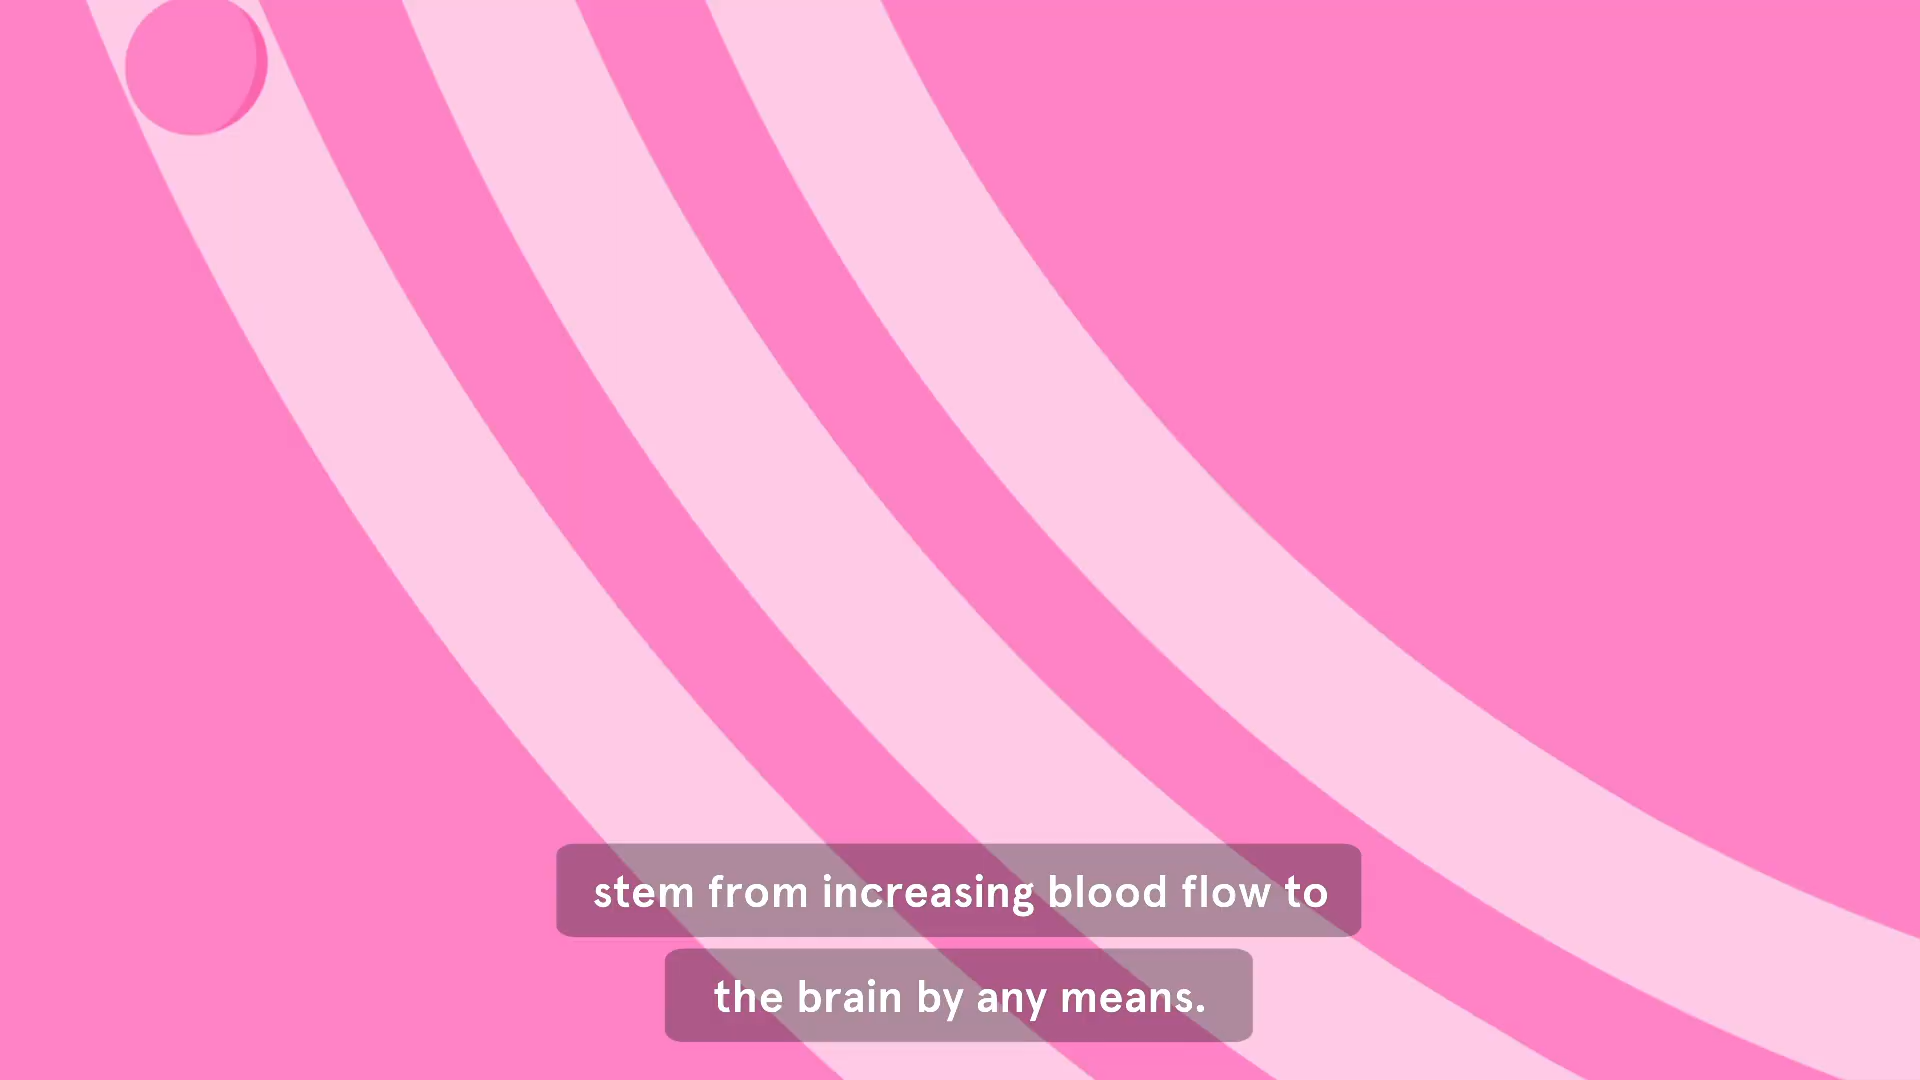 stem from increasing blood flow to
the brain by any means.